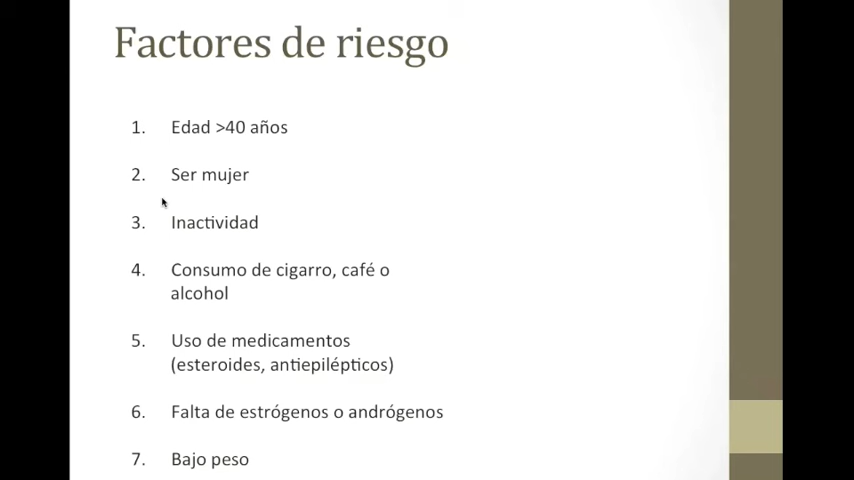 Factores de riesgo
1. Edad >40 años
2. Ser mujer
3. Inactividad
4. Consumo de cigarro, café o
alcohol
5. Uso de medicamentos
(esteroides, antiepilépticos)
6. Falta de estrógenos o andrógenos
7. Bajo peso